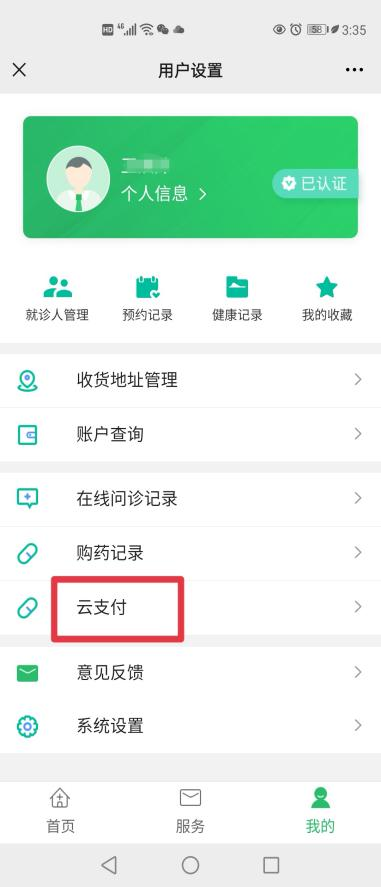 HD 4G 58 3:35
用户设置
个人信息
已认证
就诊人管理 预约记录 健康记录 我的收藏
收货地址管理
账户查询
在线问诊记录
购药记录
云支付
意见反馈
系统设置
首页 服务 我的